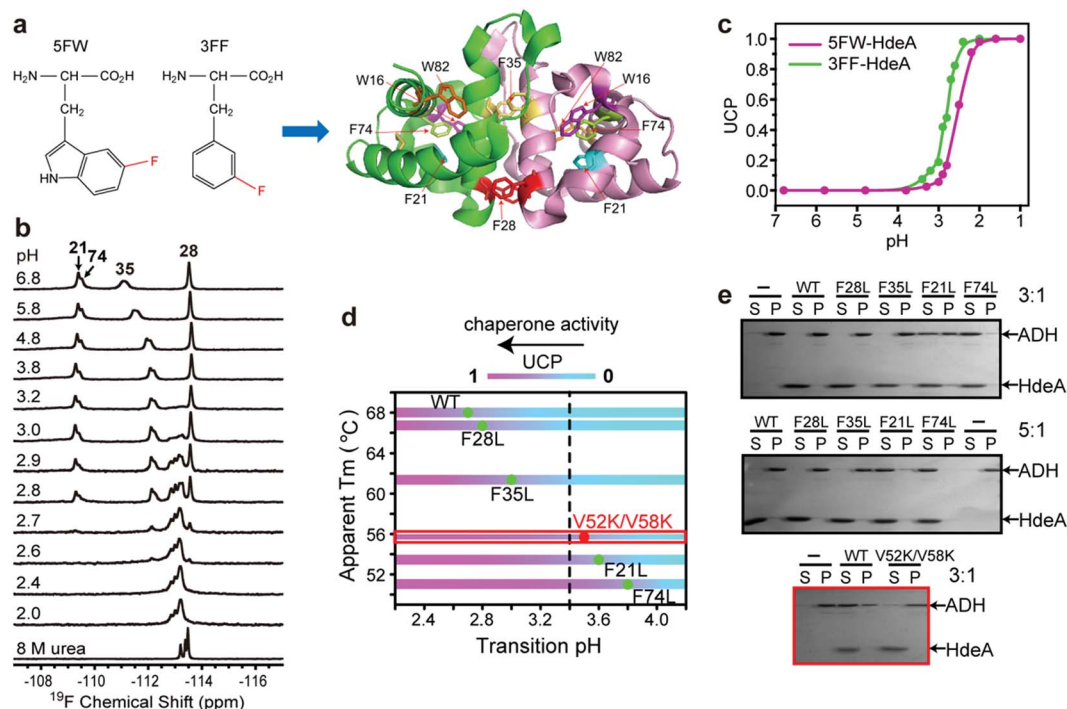 a
5FW
3FF
H₂N
CO₂H
CH₂
F
HN
H₂N
CO₂H
CH₂
F
W16
W82
F35
W82
W16
F74
F74
F21
F28
F21
c
1.0
0.8
0.6
0.4
0.2
0.0
UCP
5FW-HdeA
3FF-HdeA
7 6 5 4 3 2 1
pH
b
pH
21 74 35 28
6.8
5.8
4.8
3.8
3.2
3.0
2.9
2.8
2.7
2.6
2.4
2.0
8 M urea
-108 -110 -112 -114 -116
¹⁹F Chemical Shift (ppm)
d
chaperone activity
UCP
1 0
Apparent Tm (°C)
68
64
60
56
52
WT
F28L
F35L
V52K/V58K
F21L
F74L
2.4 2.8 3.2 3.6 4.0
Transition pH
e
– WT F28L F35L F21L F74L 3:1
S P S P S P S P S P S P
ADH
HdeA
WT F28L F35L F21L F74L – 5:1
S P S P S P S P S P S P
ADH
HdeA
– WT V52K/V58K 3:1
S P S P S P
ADH
HdeA